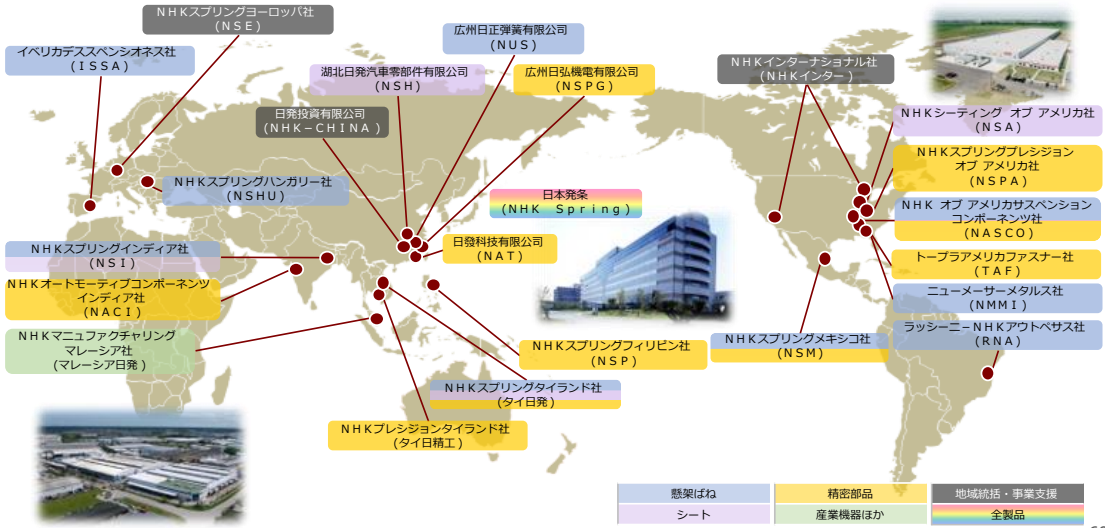 NHKスプリングヨーロッパ社
(NSE)
イベリカデススペンシオネス社
(ISSA)
広州日正弾簧有限公司
(NUS)
湖北日発汽車零部件有限公司
(NSH)
広州日弘機電有限公司
(NSPG)
日発投資有限公司
(NHK-CHINA)
NHKスプリングハンガリー社
(NSHU)
日本発条
(NHK Spring)
日發科技有限公司
(NAT)
NHKスプリングインディア社
(NSI)
NHKオートモーティブコンポーネンツ
インディア社
(NACI)
NHKマニュファクチャリング
マレーシア社
(マレーシア日発)
NHKスプリングフィリピン社
(NSP)
NHKスプリングタイランド社
(タイ日発)
NHKプレシジョンタイランド社
(タイ日精工)
NHKインターナショナル社
(NHKインター)
NHKシーティング オブ アメリカ社
(NSA)
NHKスプリングプレシジョン
オブ アメリカ社
(NSPA)
NHK オブ アメリカサスペンション
コンポーネンツ社
(NASCO)
トープラアメリカファスナー社
(TAF)
ニューメーサーメタルス社
(NMMI)
ラッシーニーNHKアウトペサス社
(RNA)
NHKスプリングメキシコ社
(NSM)
懸架ばね
精密部品
地域統括・事業支援
シート
産業機器ほか
全製品